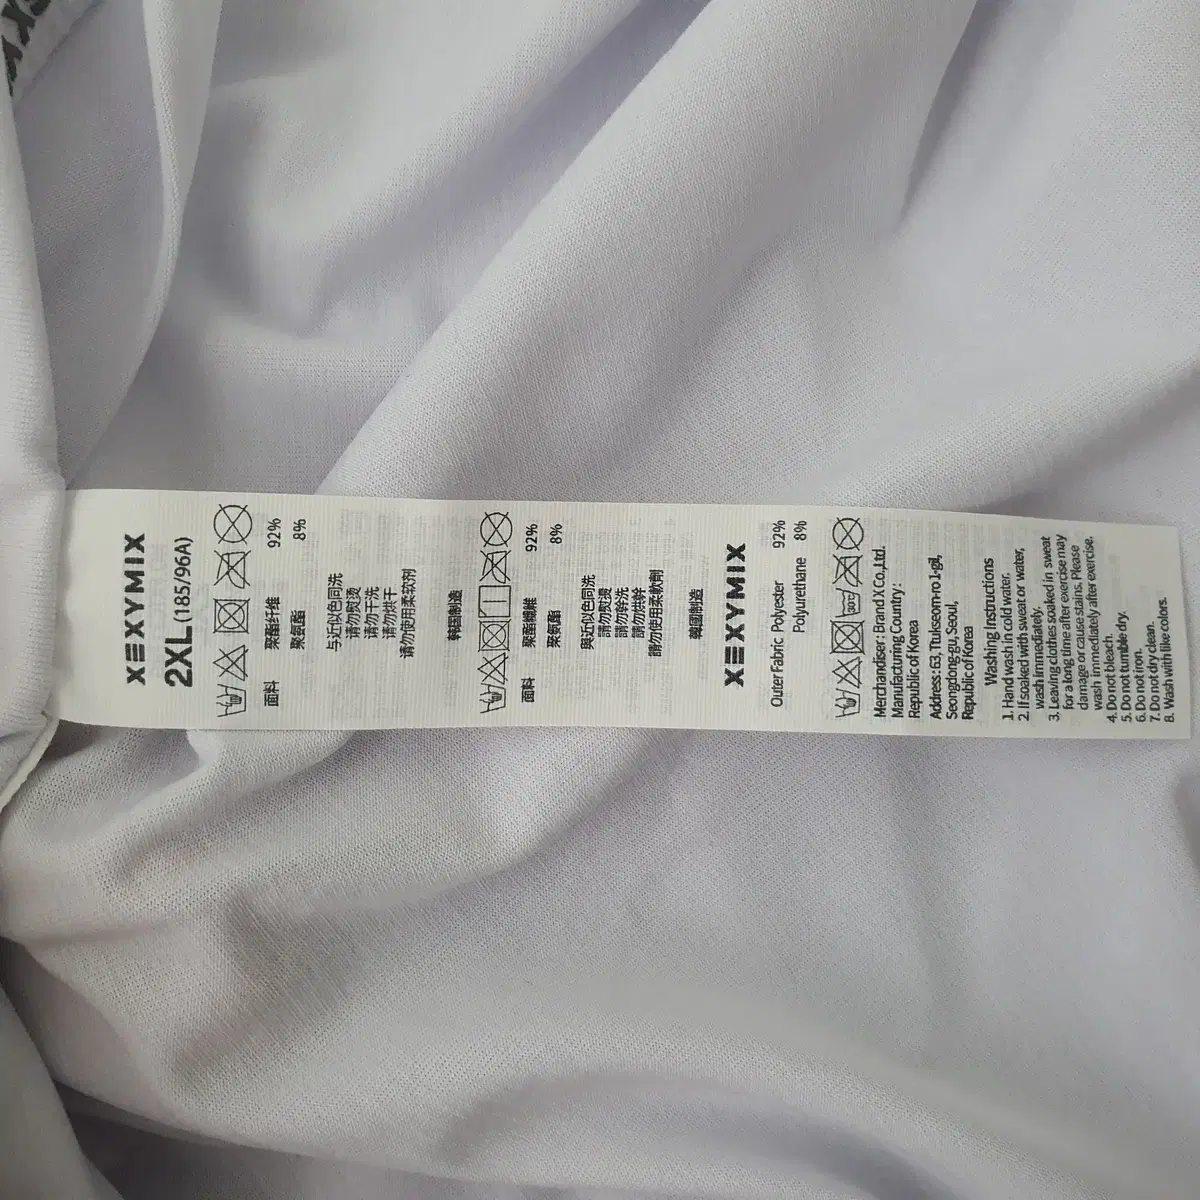 XEXYMIX
2XL (185/96A)
面料 聚酯纤维 92%
聚氨酯 8%
与近似色同洗
请勿熨烫
请勿干洗
请勿烘干
请勿使用柔软剂
韩国制造
面料 聚酯纖維 92%
聚氨酯 8%
與近似色同洗
請勿熨燙
請勿幹洗
請勿烘幹
請勿使用柔軟劑
韓國制造
XEXYMIX
Outer Fabric Polyester 92%
Polyurethane 8%
30℃
Merchandiser : Brand X Co.,Ltd.
Manufacturing Country :
Republic of Korea
Address : 63, Ttukseom-ro 1-gil,
Seongdong-gu, Seoul,
Republic of Korea
Washing Instructions
1. Hand wash in cold water.
2. If soaked with sweat or water,
wash immediately.
3. Leaving clothes soaked in sweat
for a long time after exercise may
damage or cause stains. Please
wash immediately after exercise.
4. Do not bleach.
5. Do not tumble dry.
6. Do not iron.
7. Do not dry clean.
8. Wash with like colors.